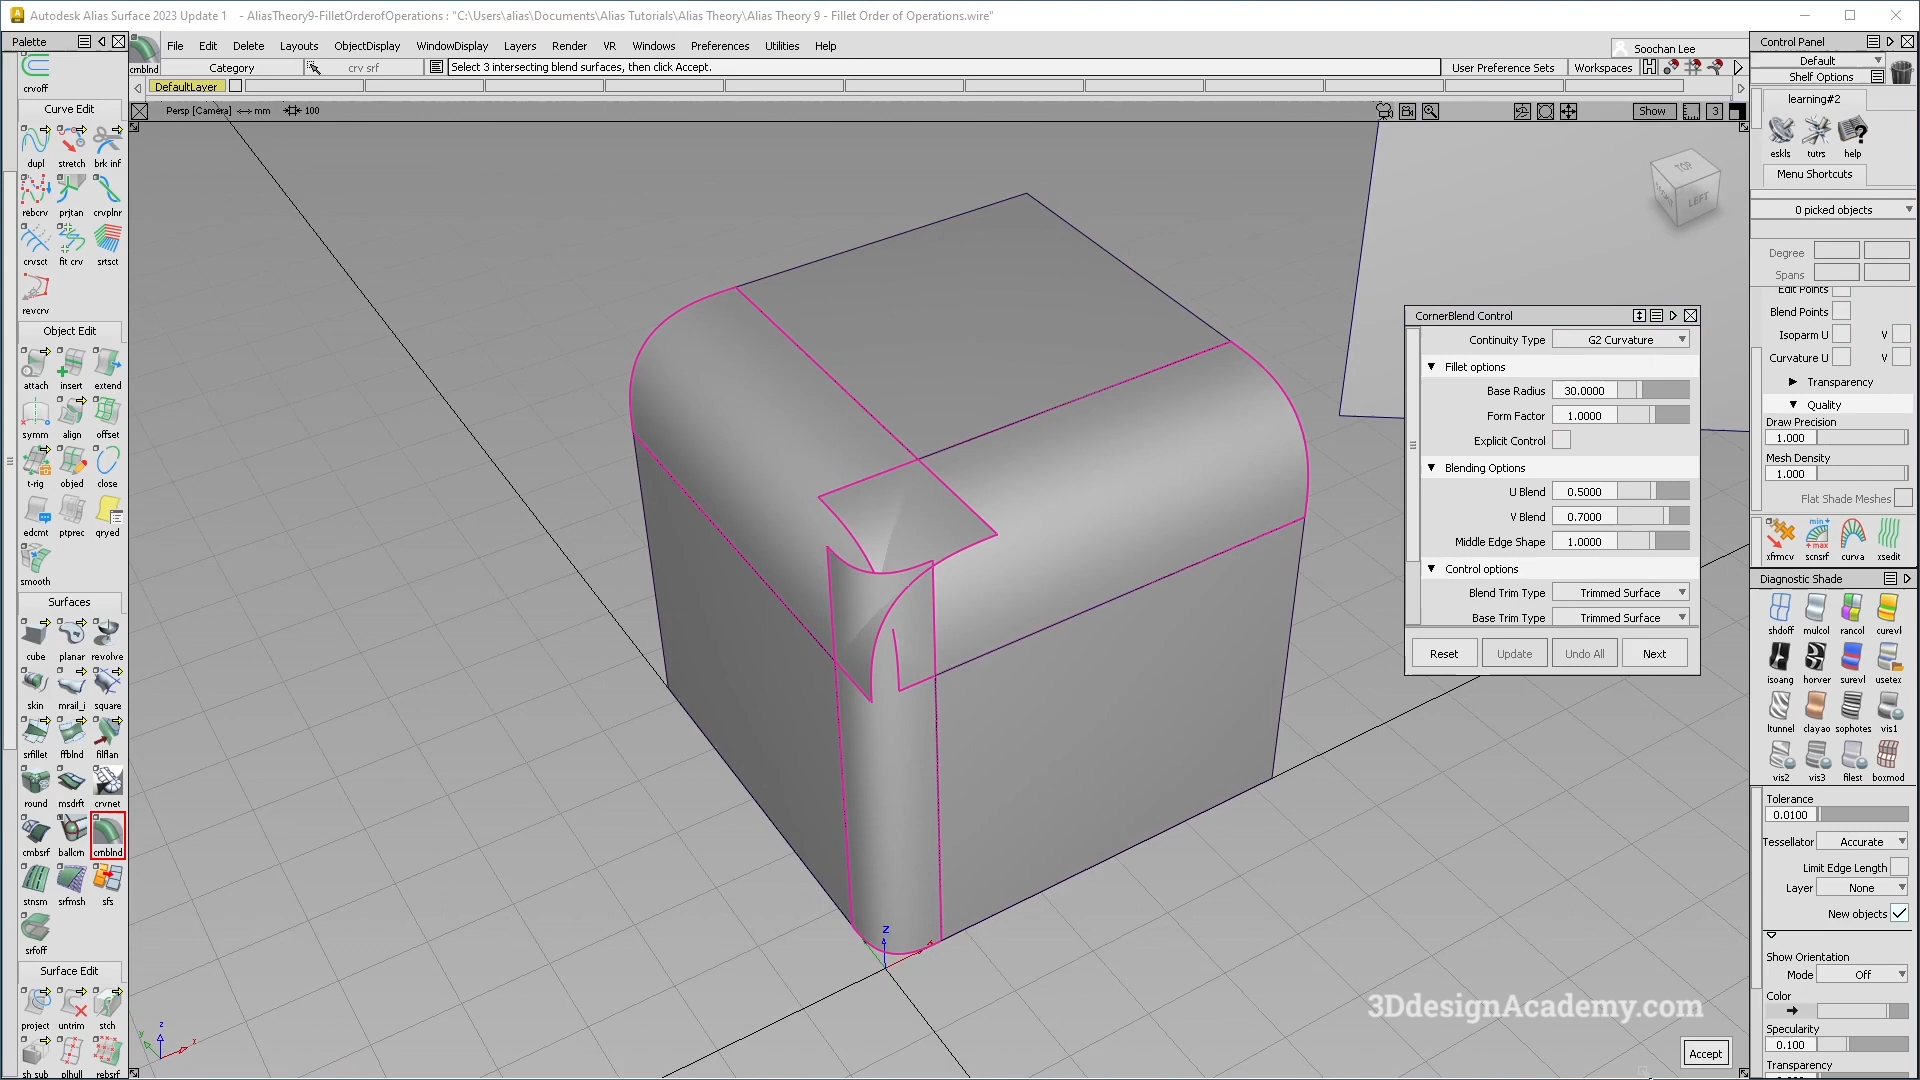 Autodesk Alias Surface 2023 Update 1 - AliasTheory9-FilletOrderofOperations : "C:\Users\alias\Documents\Alias Tutorials\Alias Theory\Alias Theory 9 - Fillet Order of Operations.wire"
Palette
crvoff
Curve Edit
dupl stretch brk inf
rebcrv prjtan crvplnr
crvsct fit crv srtsct
revcrv
Object Edit
attach insert extend
symm align offset
t-rig objed close
edcmt ptprec qryed
smooth
Surfaces
cube planar revolve
skin mrail_i square
srfillet ffblnd filflan
round msdrft crvnet
cmbsrf ballcrn crnblnd
stnsm srfmsh sfs
srfoff
Surface Edit
project untrim stch
sh sub plhull rebsrf
crnblnd
File Edit Delete Layouts ObjectDisplay WindowDisplay Layers Render VR Windows Preferences Utilities Help
Soochan Lee
Category crv srf Select 3 intersecting blend surfaces, then click Accept. User Preference Sets Workspaces
DefaultLayer
Persp [Camera] mm 100
Show 3
TOP
FRONT LEFT
CornerBlend Control
Continuity Type G2 Curvature
Fillet options
Base Radius 30.0000
Form Factor 1.0000
Explicit Control
Blending Options
U Blend 0.5000
V Blend 0.7000
Middle Edge Shape 1.0000
Control options
Blend Trim Type Trimmed Surface
Base Trim Type Trimmed Surface
Reset Update Undo All Next
z
z
y x
3DdesignAcademy.com
Accept
Control Panel
Default
Shelf Options
learning#2
eskls tutrs help
Menu Shortcuts
0 picked objects
Degree
Spans
Edit Points
Blend Points
Isoparm U V
Curvature U V
Transparency
Quality
Draw Precision
1.000
Mesh Density
1.000
Flat Shade Meshes
min
max
xfrmcv scnsrf curva xsedit
Diagnostic Shade
shdoff mulcol rancol curevl
isoang horver surevl usetex
ltunnel clayao sophotes vis1
vis2 vis3 filest boxmod
Tolerance
0.0100
Tessellator Accurate
Limit Edge Length
Layer None
New objects
Show Orientation
Mode Off
Color
Specularity
0.100
Transparency